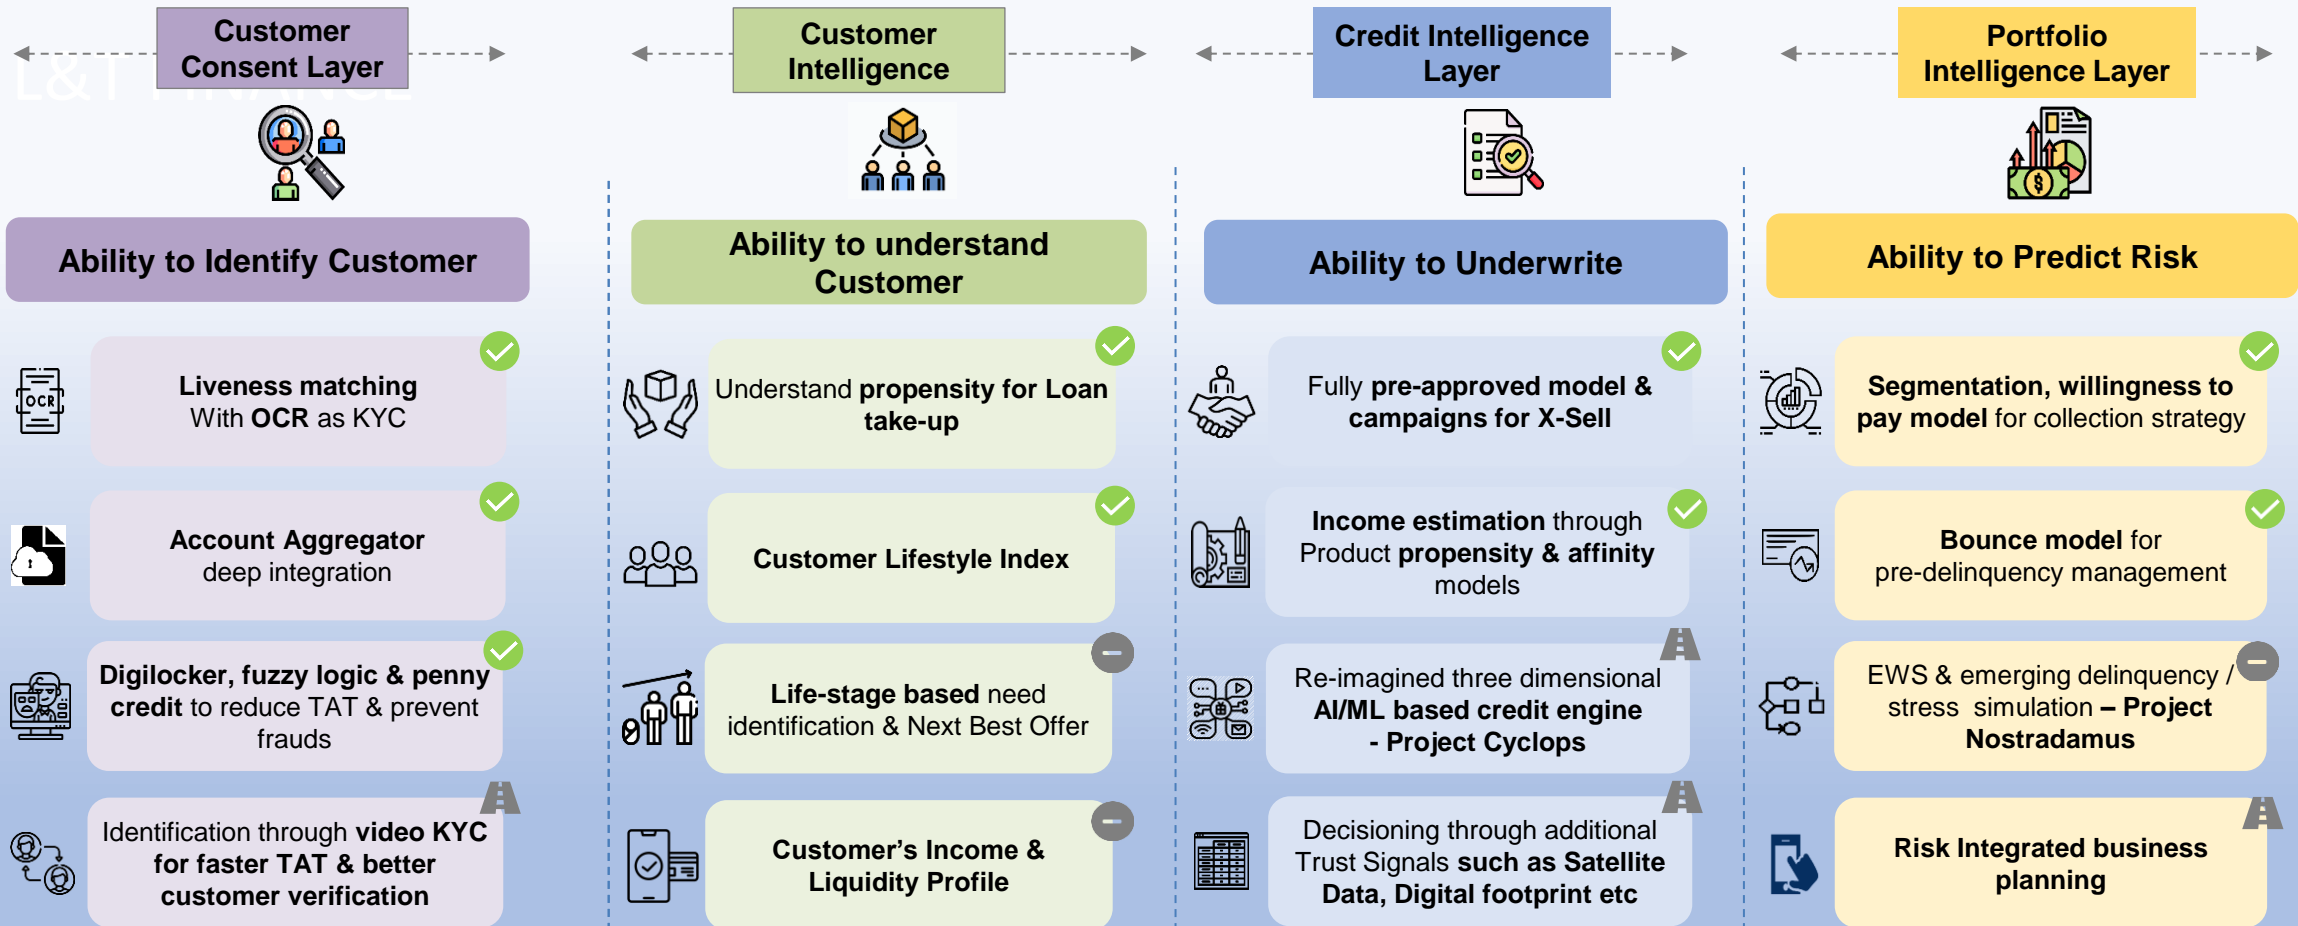 L&T FINANCE
Customer
Consent Layer
Customer
Intelligence
Credit Intelligence
Layer
Portfolio
Intelligence Layer
Ability to Identify Customer
Ability to understand
Customer
Ability to Underwrite
Ability to Predict Risk
OCR
Liveness matching
With OCR as KYC
Account Aggregator
deep integration
Digilocker, fuzzy logic & penny
credit to reduce TAT & prevent
frauds
Identification through video KYC
for faster TAT & better
customer verification
Understand propensity for Loan
take-up
Customer Lifestyle Index
Life-stage based need
identification & Next Best Offer
Customer’s Income &
Liquidity Profile
Fully pre-approved model &
campaigns for X-Sell
Income estimation through
Product propensity & affinity
models
Re-imagined three dimensional
AI/ML based credit engine
- Project Cyclops
Decisioning through additional
Trust Signals such as Satellite
Data, Digital footprint etc
Segmentation, willingness to
pay model for collection strategy
Bounce model for
pre-delinquency management
EWS & emerging delinquency /
stress simulation – Project
Nostradamus
Risk Integrated business
planning